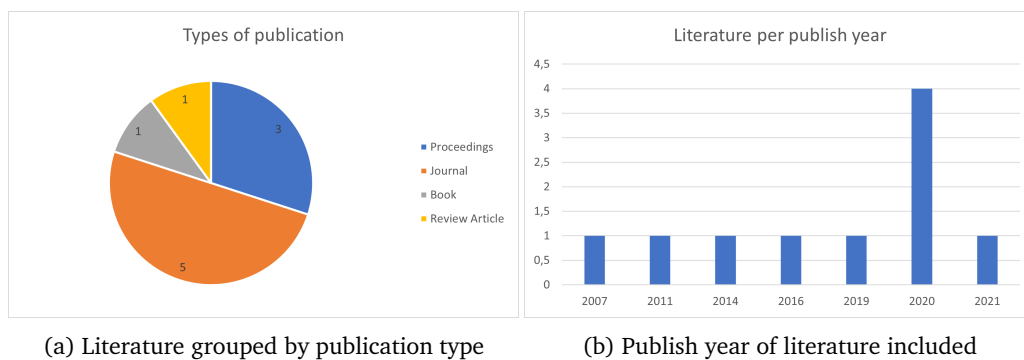 Types of publication
1
3
1
5
Proceedings
Journal
Book
Review Article
Literature per publish year
4,5
4
3,5
3
2,5
2
1,5
1
0,5
0
2007 2011 2014 2016 2019 2020 2021
(a) Literature grouped by publication type
(b) Publish year of literature included